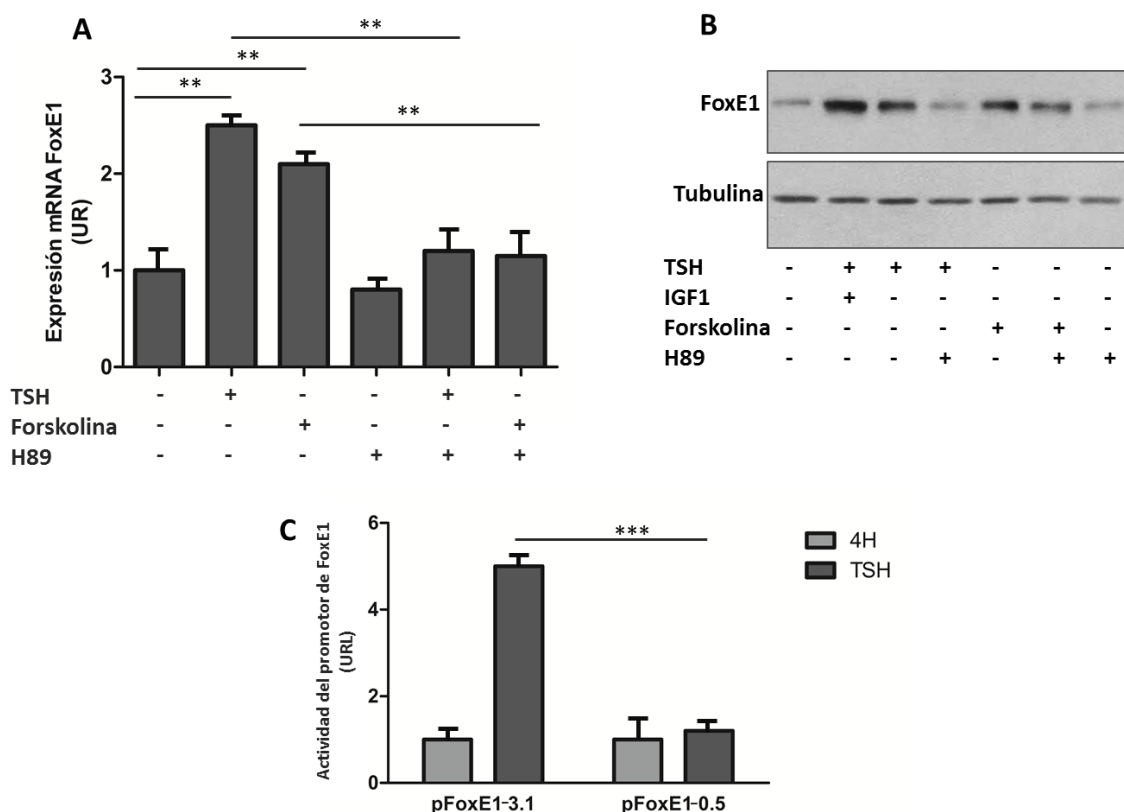 A
**
**
**
**
3
2
1
0
Expresión mRNA FoxE1
(UR)
TSH - + - - + -
Forskolina - - + - - +
H89 - - - + + +
B
FoxE1
Tubulina
TSH - + + + - - -
IGF1 - + - - - - -
Forskolina - - - - + + -
H89 - - - + - + +
C
***
6
4
2
0
Actividad del promotor de FoxE1
(URL)
pFoxE1-3.1 pFoxE1-0.5
4H
TSH